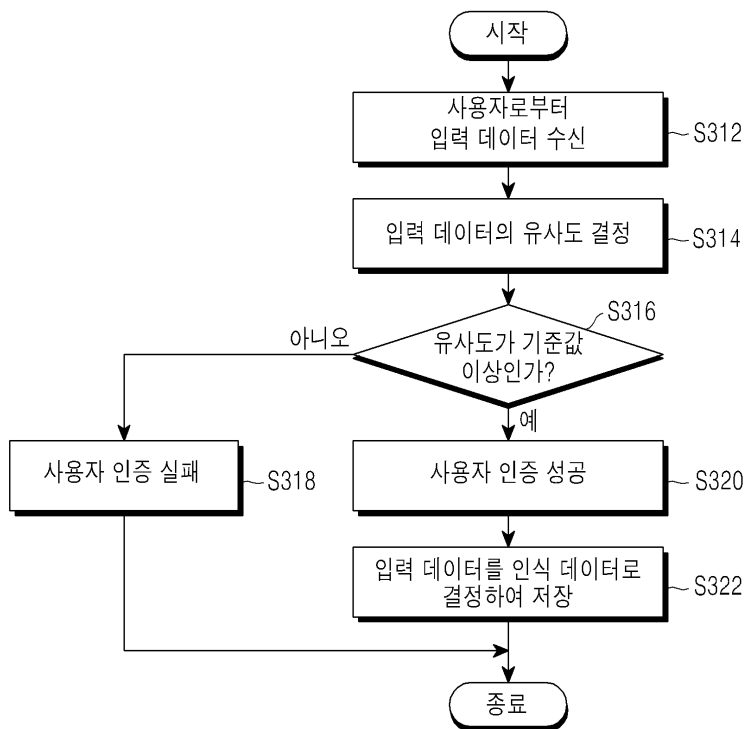 시작
사용자로부터
입력 데이터 수신
S312
입력 데이터의 유사도 결정
S314
S316
유사도가 기준값
이상인가?
아니오
예
사용자 인증 실패
S318
사용자 인증 성공
S320
입력 데이터를 인식 데이터로
결정하여 저장
S322
종료